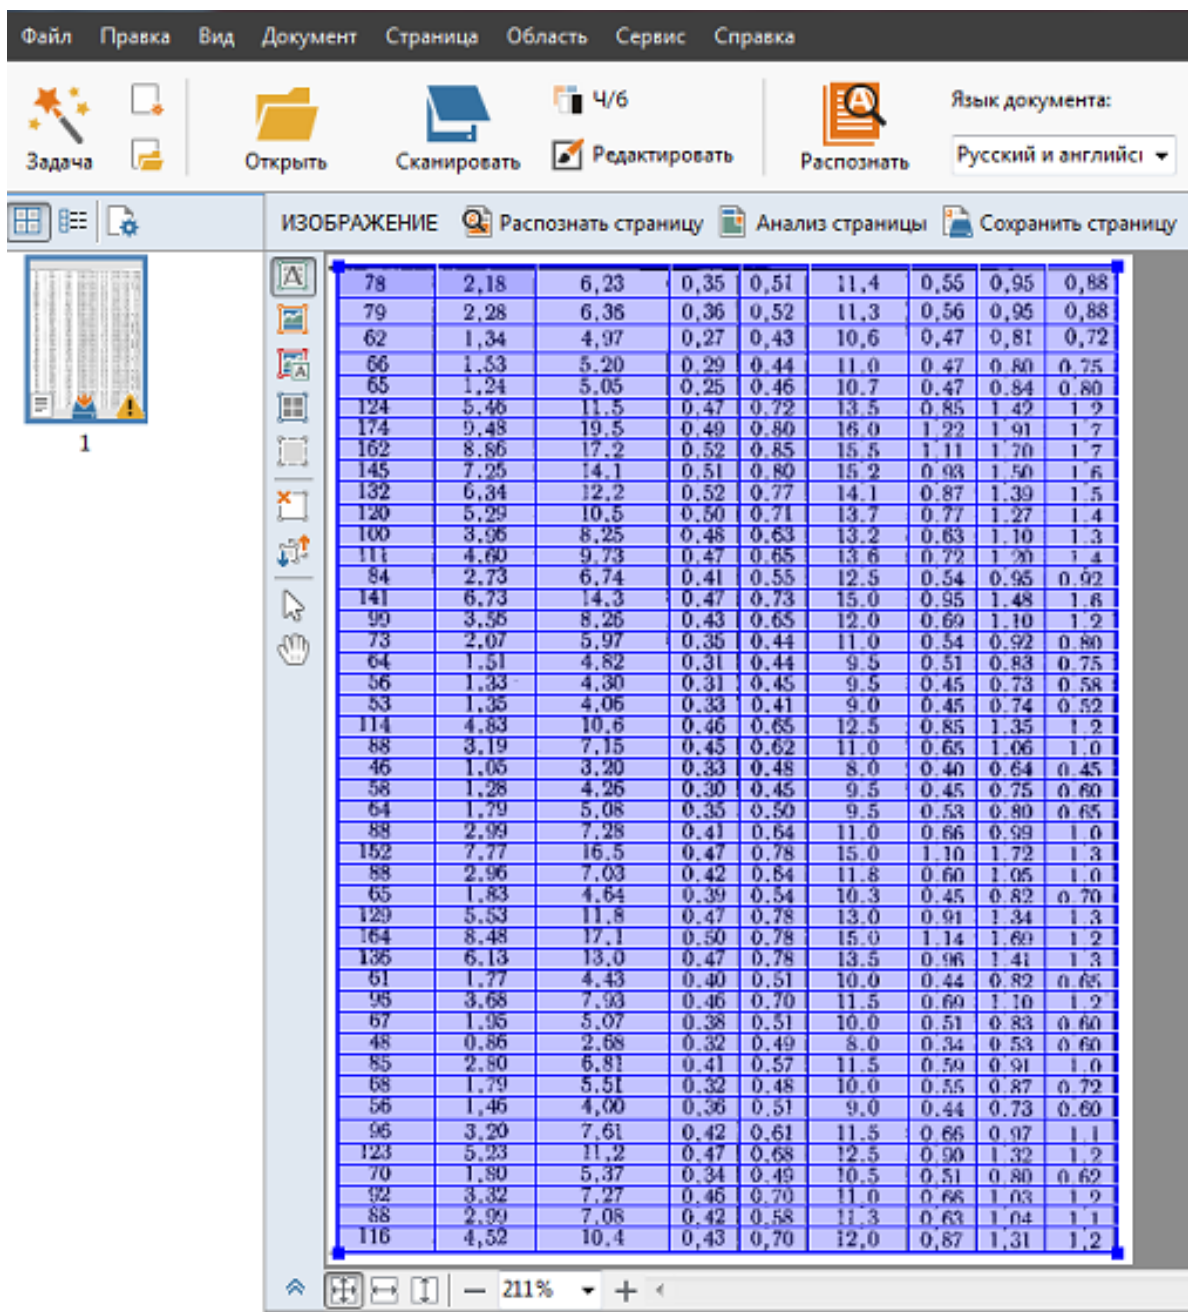 Файл Правка Вид Документ Страница Область Сервис Справка
Ч/б
Язык документа:
Задача Открыть Сканировать Редактировать Распознать Русский и английсі
ИЗОБРАЖЕНИЕ Распознать страницу Анализ страницы Сохранить страницу
78 2,18 6,23 0,35 0,51 11,4 0,55 0,95 0,88
79 2,28 6,36 0,36 0,52 11,3 0,56 0,95 0,88
62 1,34 4,97 0,27 0,43 10,6 0,47 0,81 0,72
66 1,53 5,20 0,29 0,44 11,0 0,47 0,80 0,75
65 1,24 5,05 0,25 0,46 10,7 0,47 0,84 0,80
124 5,46 11,5 0,47 0,72 13,5 0,85 1,42 1,2
174 9,48 19,5 0,49 0,80 16,0 1,22 1,91 1,7
162 8,86 17,2 0,52 0,85 15,5 1,11 1,70 1,7
145 7,25 14,1 0,51 0,80 15,2 0,93 1,50 1,6
132 6,34 12,2 0,52 0,77 14,1 0,87 1,39 1,5
120 5,29 10,5 0,50 0,71 13,7 0,77 1,27 1,4
100 3,96 8,25 0,48 0,63 13,2 0,63 1,10 1,3
111 4,60 9,73 0,47 0,65 13,6 0,72 1,20 1,4
84 2,73 6,74 0,41 0,55 12,5 0,54 0,95 0,92
141 6,73 14,3 0,47 0,73 15,0 0,95 1,48 1,6
99 3,56 8,26 0,43 0,65 12,0 0,69 1,10 1,2
73 2,07 5,97 0,35 0,44 11,0 0,54 0,92 0,80
64 1,51 4,82 0,31 0,44 9,5 0,51 0,83 0,75
56 1,33 4,30 0,31 0,45 9,5 0,45 0,73 0,58
53 1,35 4,06 0,33 0,41 9,0 0,45 0,74 0,52
114 4,83 10,6 0,46 0,65 12,5 0,85 1,35 1,2
88 3,19 7,15 0,45 0,62 11,0 0,65 1,06 1,0
46 1,05 3,20 0,33 0,48 8,0 0,40 0,64 0,45
58 1,28 4,26 0,30 0,45 9,5 0,45 0,75 0,60
64 1,79 5,08 0,35 0,50 9,5 0,53 0,80 0,65
88 2,99 7,28 0,41 0,64 11,0 0,66 0,99 1,0
152 7,77 16,5 0,47 0,78 15,0 1,10 1,72 1,3
88 2,96 7,03 0,42 0,64 11,8 0,60 1,05 1,0
65 1,83 4,64 0,39 0,54 10,3 0,45 0,82 0,70
129 5,53 11,8 0,47 0,78 13,0 0,91 1,34 1,3
164 8,48 17,1 0,50 0,78 15,0 1,14 1,69 1,2
136 6,13 13,0 0,47 0,78 13,5 0,96 1,41 1,3
61 1,77 4,43 0,40 0,51 10,0 0,44 0,82 0,65
96 3,68 7,93 0,46 0,70 11,5 0,69 1,10 1,2
67 1,95 5,07 0,38 0,51 10,0 0,51 0,83 0,60
48 0,86 2,68 0,32 0,49 8,0 0,34 0,53 0,60
85 2,80 6,81 0,41 0,57 11,5 0,59 0,91 1,0
68 1,79 5,51 0,32 0,48 10,0 0,55 0,87 0,72
56 1,46 4,00 0,36 0,51 9,0 0,44 0,73 0,60
96 3,20 7,61 0,42 0,61 11,5 0,66 0,97 1,1
123 5,23 11,2 0,47 0,68 12,5 0,90 1,32 1,2
70 1,80 5,37 0,34 0,49 10,5 0,51 0,80 0,62
92 3,32 7,27 0,46 0,70 11,0 0,66 1,03 1,2
88 2,99 7,08 0,42 0,58 11,3 0,63 1,04 1,1
116 4,52 10,4 0,43 0,70 12,0 0,87 1,31 1,2
1
211%